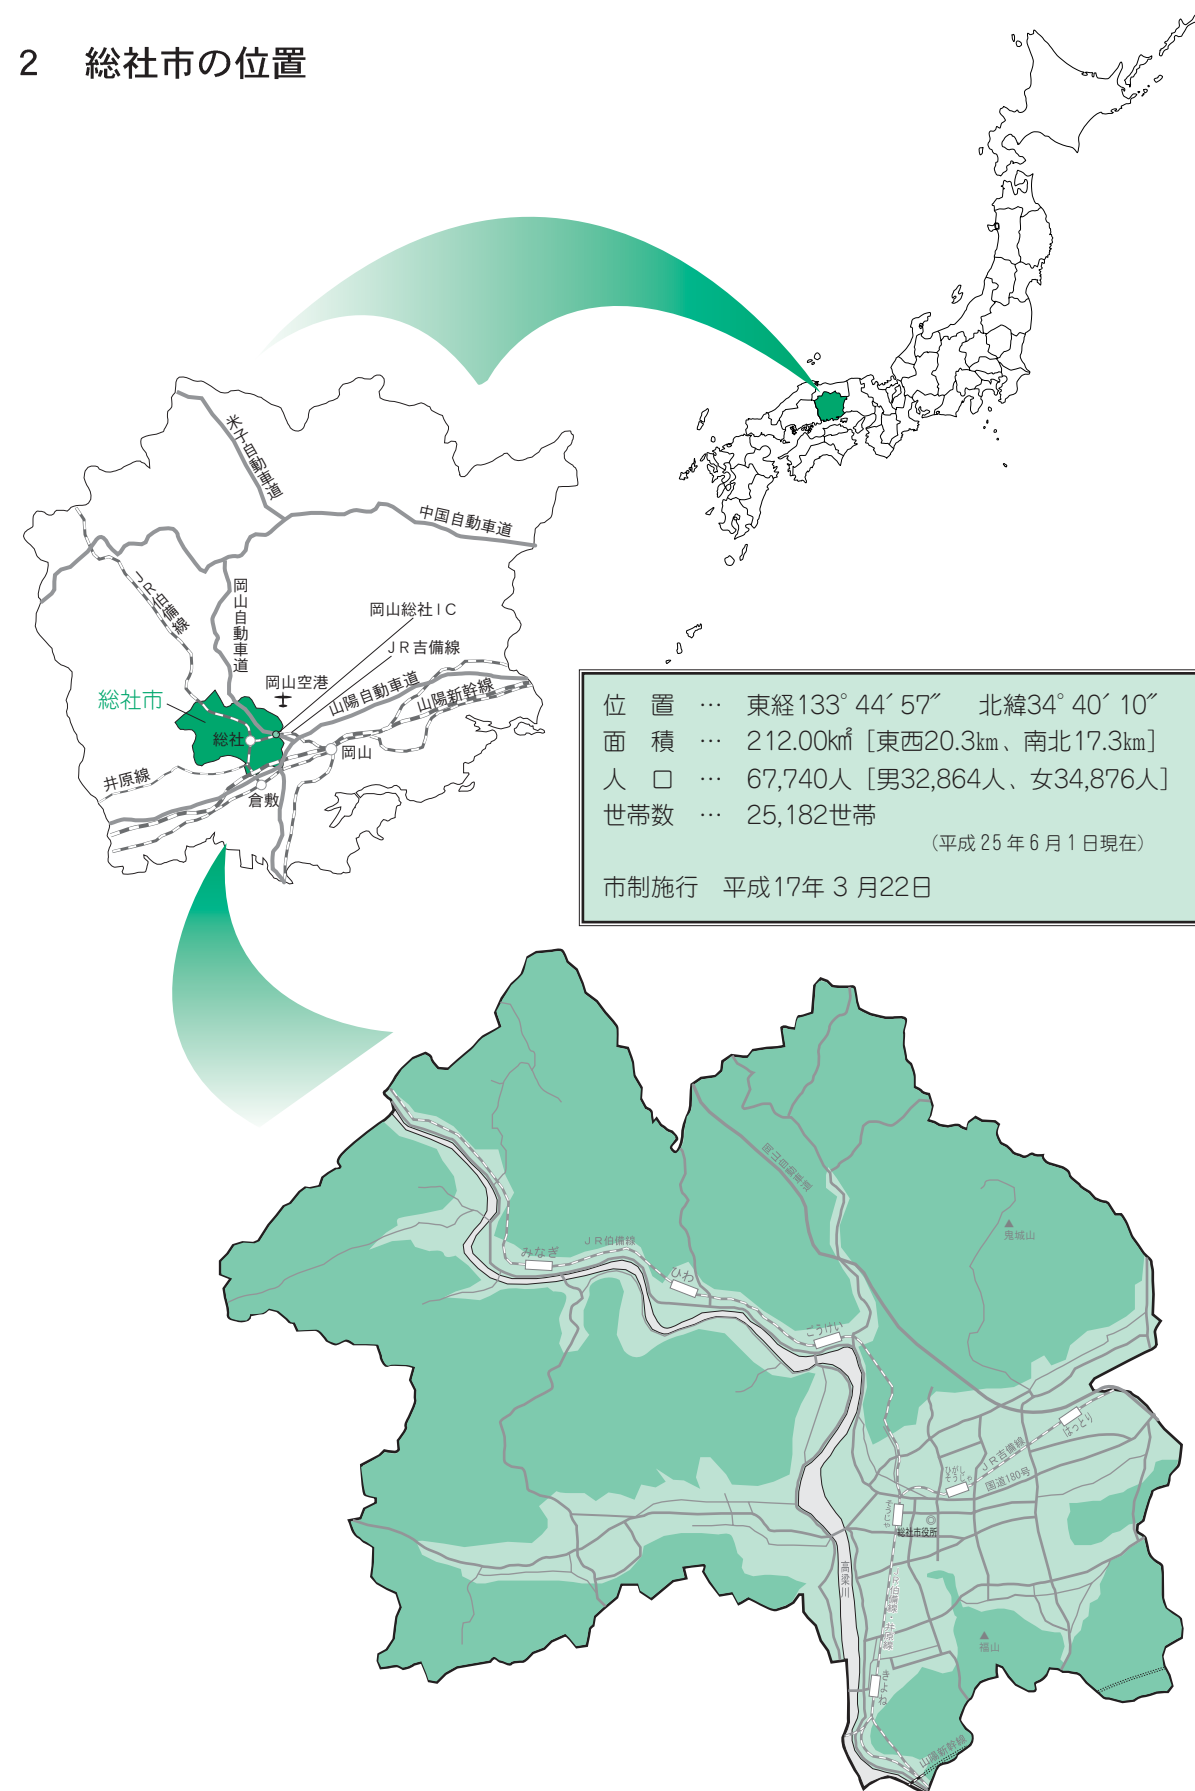 2　総社市の位置
米子自動車道
中国自動車道
JR伯備線
岡山自動車道
岡山総社IC
JR吉備線
岡山空港
山陽自動車道
山陽新幹線
総社市
総社
岡山
井原線
倉敷
位　置　…　東経133°44′57″　北緯34°40′10″
面　積　…　212.00㎢［東西20.3㎞、南北17.3㎞］
人　口　…　67,740人［男32,864人、女34,876人］
世帯数　…　25,182世帯
（平成25年6月1日現在）
市制施行　平成17年3月22日
岡山自動車道
鬼城山
みなぎ
JR伯備線
ひわ
ごうけい
はっとり
JR吉備線
ひがしそうじゃ
国道180号
そうじゃ
総社市役所
高梁川
JR伯備線・井原線
福山
きよね
山陽新幹線